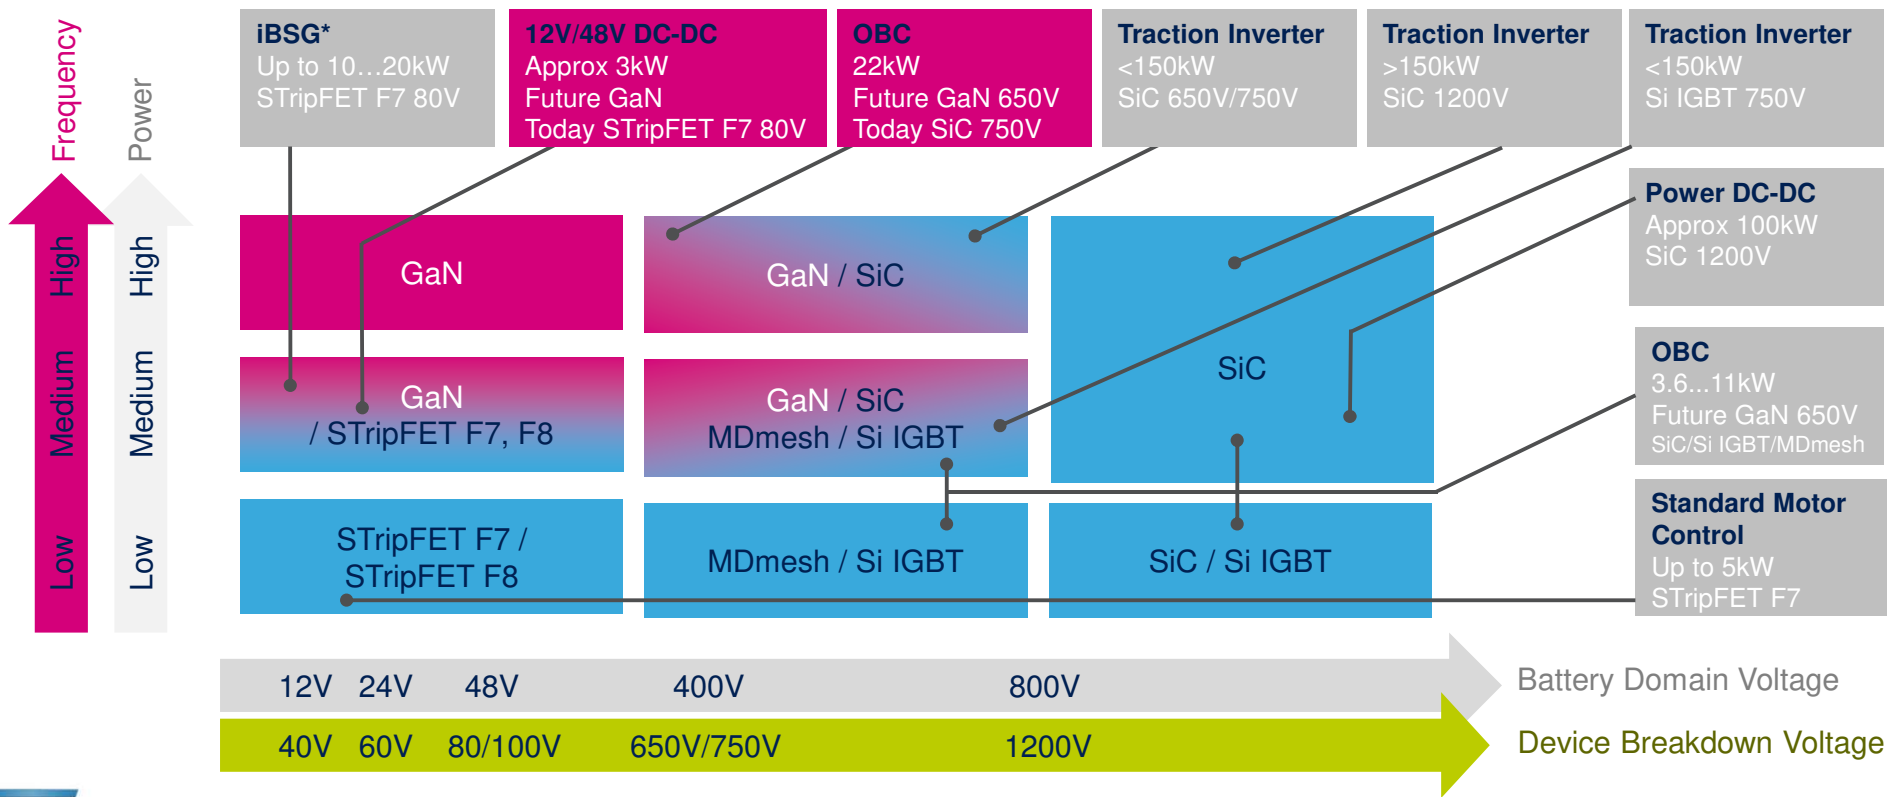 Frequency
Power
High
Medium
Low
High
Medium
Low
iBSG*
Up to 10...20kW
STripFET F7 80V
12V/48V DC-DC
Approx 3kW
Future GaN
Today STripFET F7 80V
OBC
22kW
Future GaN 650V
Today SiC 750V
Traction Inverter
<150kW
SiC 650V/750V
Traction Inverter
>150kW
SiC 1200V
Traction Inverter
<150kW
Si IGBT 750V
Power DC-DC
Approx 100kW
SiC 1200V
OBC
3.6...11kW
Future GaN 650V
SiC/Si IGBT/MDmesh
Standard Motor
Control
Up to 5kW
STripFET F7
GaN
GaN / SiC
SiC
GaN
/ STripFET F7, F8
GaN / SiC
MDmesh / Si IGBT
STripFET F7 /
STripFET F8
MDmesh / Si IGBT
SiC / Si IGBT
12V 24V 48V 400V 800V
Battery Domain Voltage
40V 60V 80/100V 650V/750V 1200V
Device Breakdown Voltage